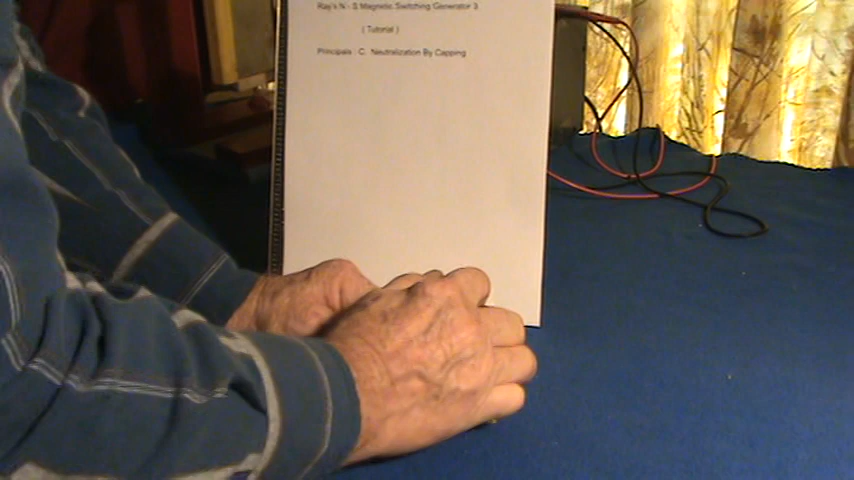 Ray's N - S Magnetic Switching Generator 3
( Tutorial )
Principals : C. Neutralization By Capping